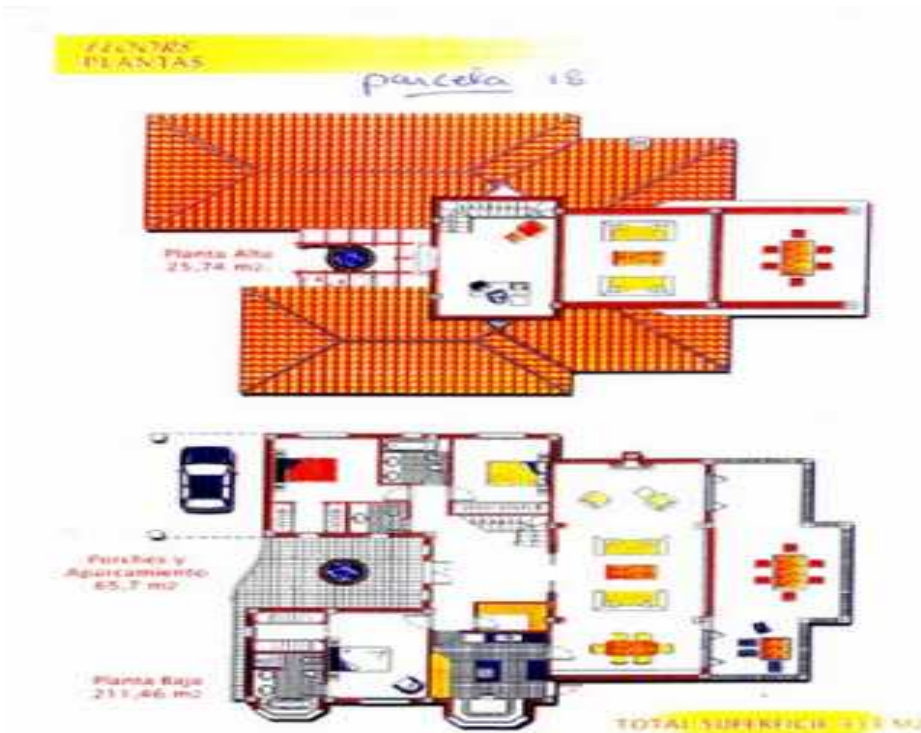 FLOORS
PLANTAS
parcela 18
Planta Alta
25,74 m2
Porches y
Aparcamiento
65,7 m2
Planta Baja
211,46 m2
TOTAL SUPERFICIE